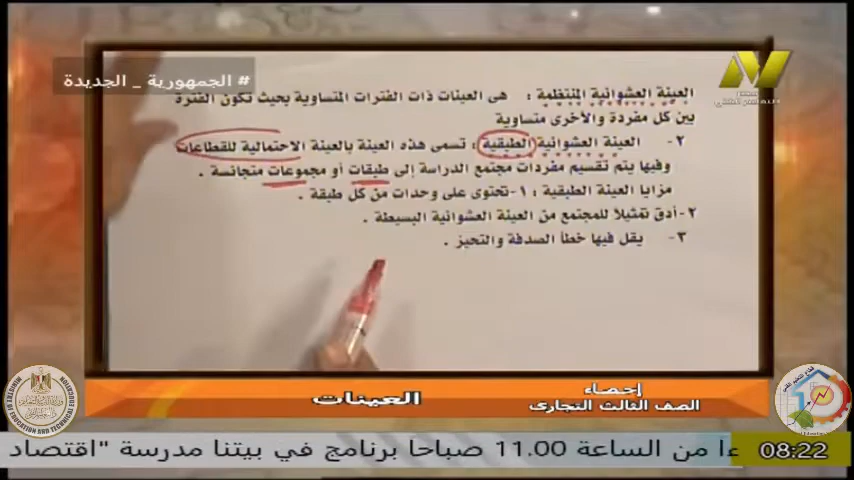 # الجمهورية _ الجديدة
العينة العشوائية المنتظمة : هى العينات ذات الفترات المتساوية بحيث تكون الفترة
بين كل مفردة والأخرى متساوية
٢- العينة العشوائية الطبقية : تسمى هذه العينة بالعينة الاحتمالية للقطاعات
وفيها يتم تقسيم مفردات مجتمع الدراسة إلى طبقات أو مجموعات متجانسة .
مزايا العينة الطبقية : ١- تحتوى على وحدات من كل طبقة .
٢- أدق تمثيلاً للمجتمع من العينة العشوائية البسيطة .
٣- يقل فيها خطأ الصدفة والتحيز .
إحصاء
الصف الثالث التجارى
العينات
ءا من الساعة 11.00 صباحا برنامج في بيتنا مدرسة "اقتصاد
08:22